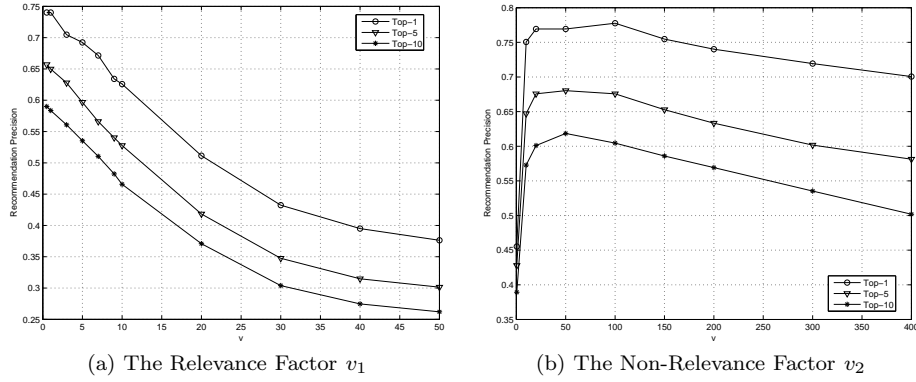 0.75
0.7
0.65
0.6
0.55
0.5
0.45
0.4
0.35
0.3
0.25
Recommendation Precision
0 5 10 15 20 25 30 35 40 45 50
v
Top−1
Top−5
Top−10
(a) The Relevance Factor v1
0.8
0.75
0.7
0.65
0.6
0.55
0.5
0.45
0.4
0.35
Recommendation Precision
0 50 100 150 200 250 300 350 400
v
Top−1
Top−5
Top−10
(b) The Non-Relevance Factor v2